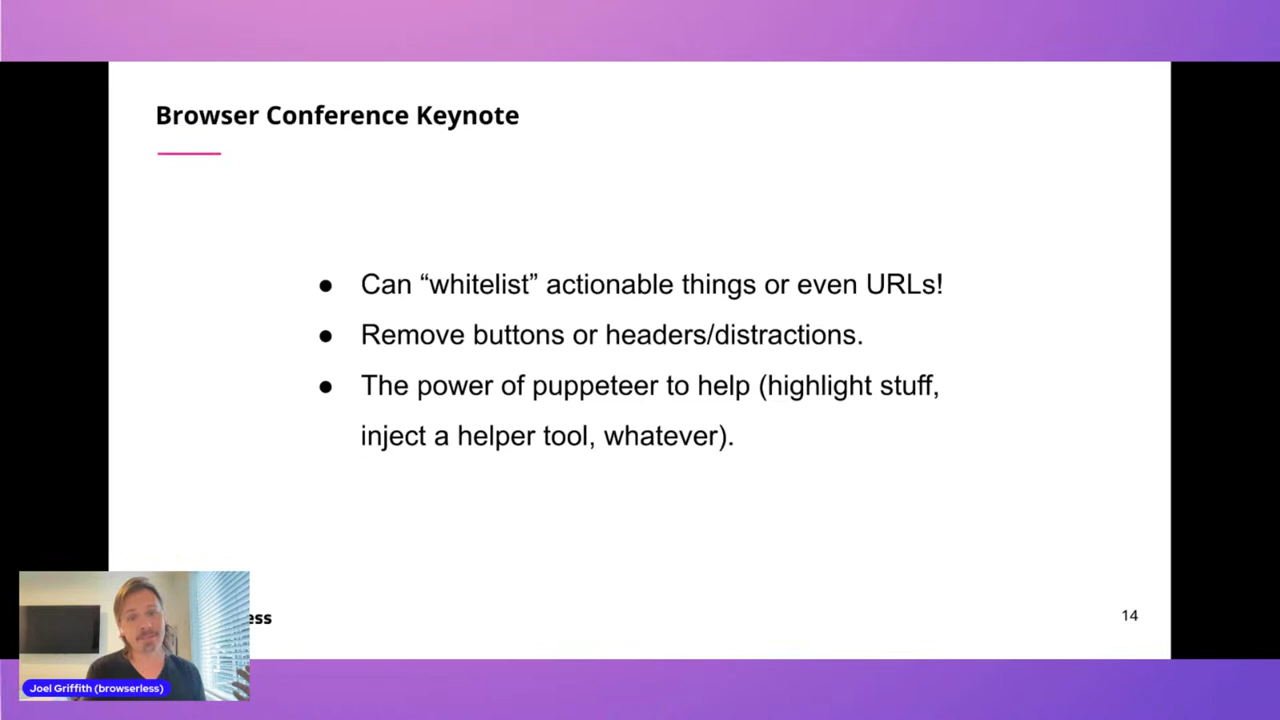 Browser Conference Keynote
● Can “whitelist” actionable things or even URLs!
● Remove buttons or headers/distractions.
● The power of puppeteer to help (highlight stuff,
inject a helper tool, whatever).
ess
14
Joel Griffith (browserless)